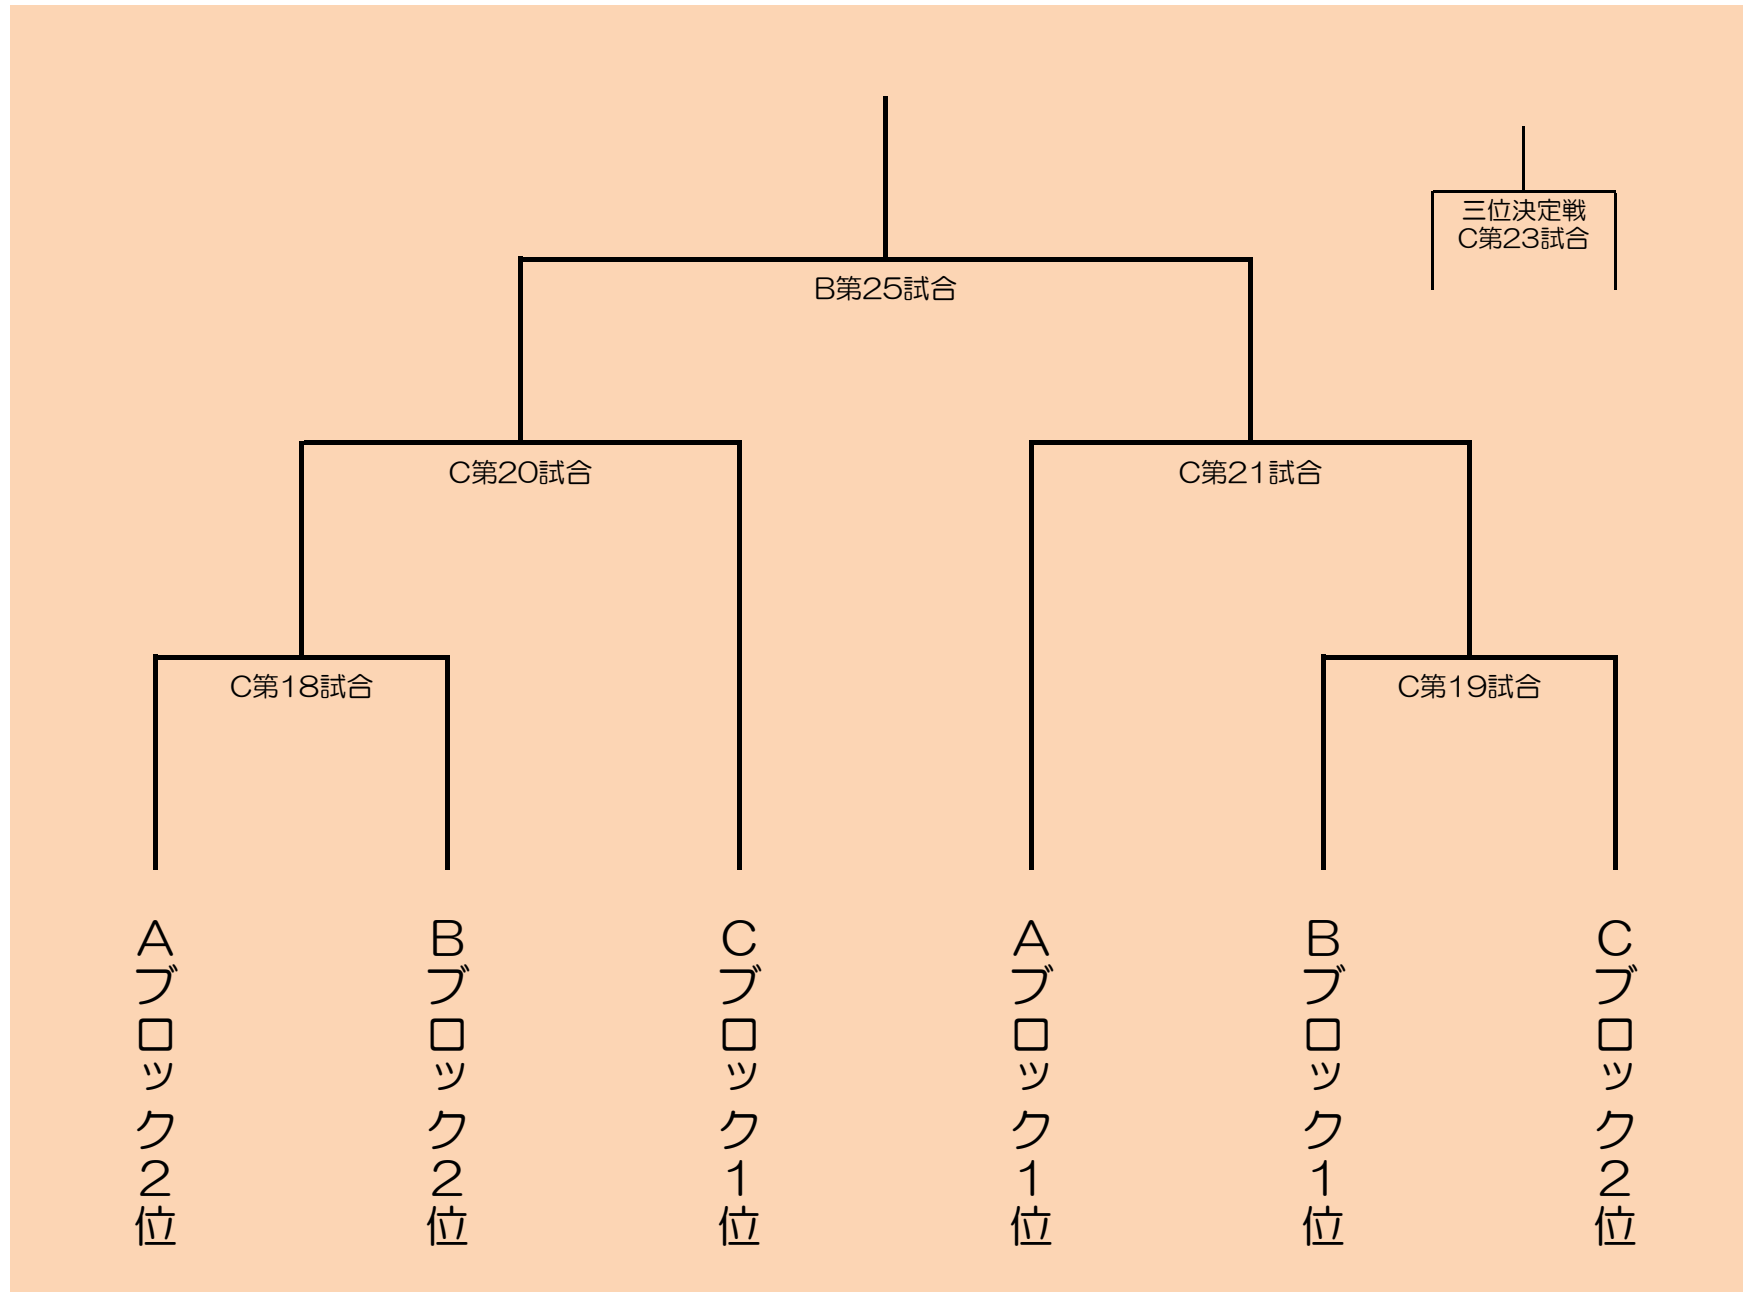 三位決定戦
C第23試合
B第25試合
C第20試合
C第21試合
C第18試合
C第19試合
Aブロック2位
Bブロック2位
Cブロック1位
Aブロック1位
Bブロック1位
Cブロック2位